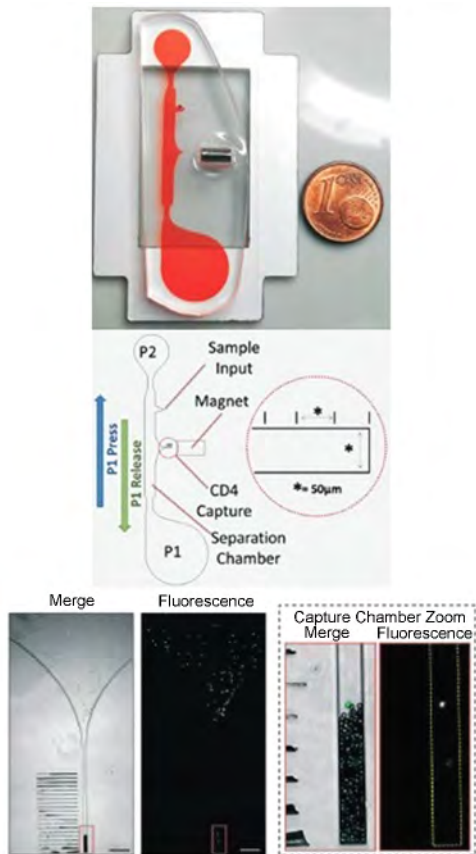 1
P2
Sample
Input
Magnet
P1 Press
P1 Release
*
*
*= 50μm
CD4
Capture
Separation
Chamber
P1
Merge
Fluorescence
Capture Chamber Zoom
Merge
Fluorescence